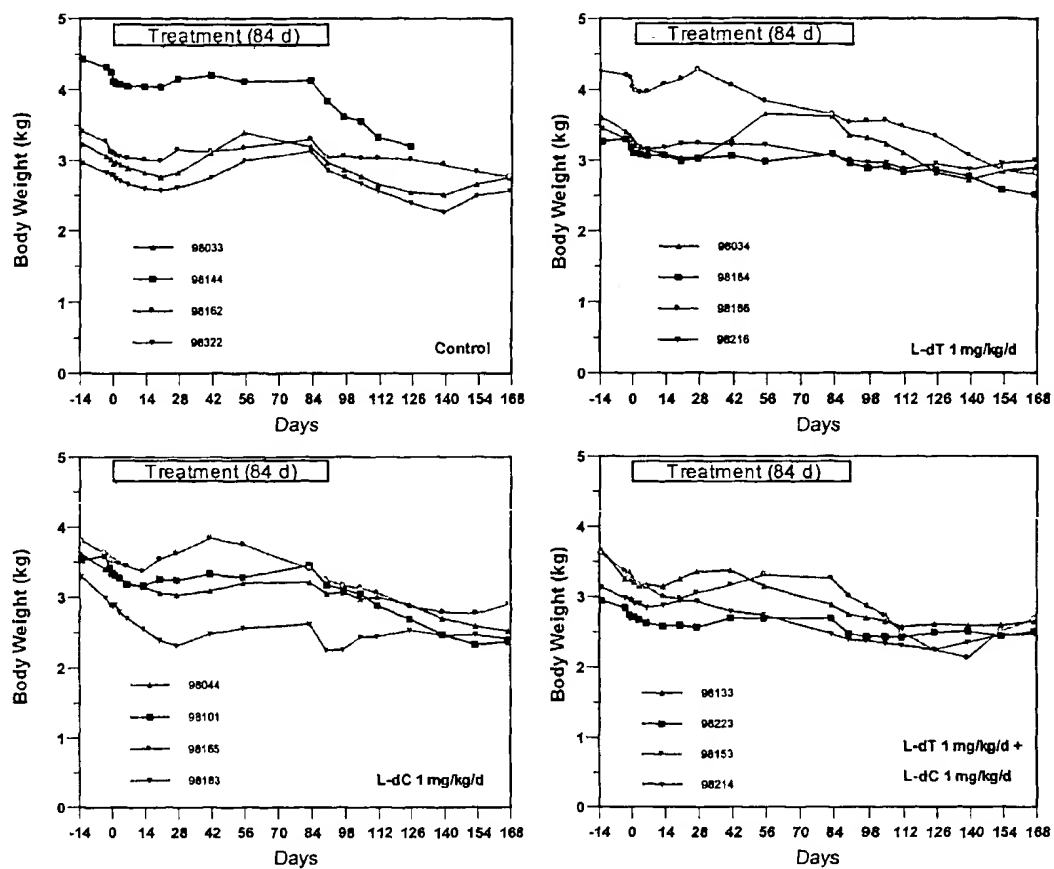 Treatment (84 d)
5
4
3
2
1
0
Body Weight (kg)
98033
98144
98162
98322
Control
-14 0 14 28 42 56 70 84 98 112 126 140 154 168
Days
Treatment (84 d)
5
4
3
2
1
0
Body Weight (kg)
98034
98184
98186
98216
L-dT 1 mg/kg/d
-14 0 14 28 42 56 70 84 98 112 126 140 154 168
Days
Treatment (84 d)
5
4
3
2
1
0
Body Weight (kg)
98044
98101
98165
98183
L-dC 1 mg/kg/d
-14 0 14 28 42 56 70 84 98 112 126 140 154 168
Days
Treatment (84 d)
5
4
3
2
1
0
Body Weight (kg)
98133
98223
98153
98214
L-dT 1 mg/kg/d +
L-dC 1 mg/kg/d
-14 0 14 28 42 56 70 84 98 112 126 140 154 168
Days